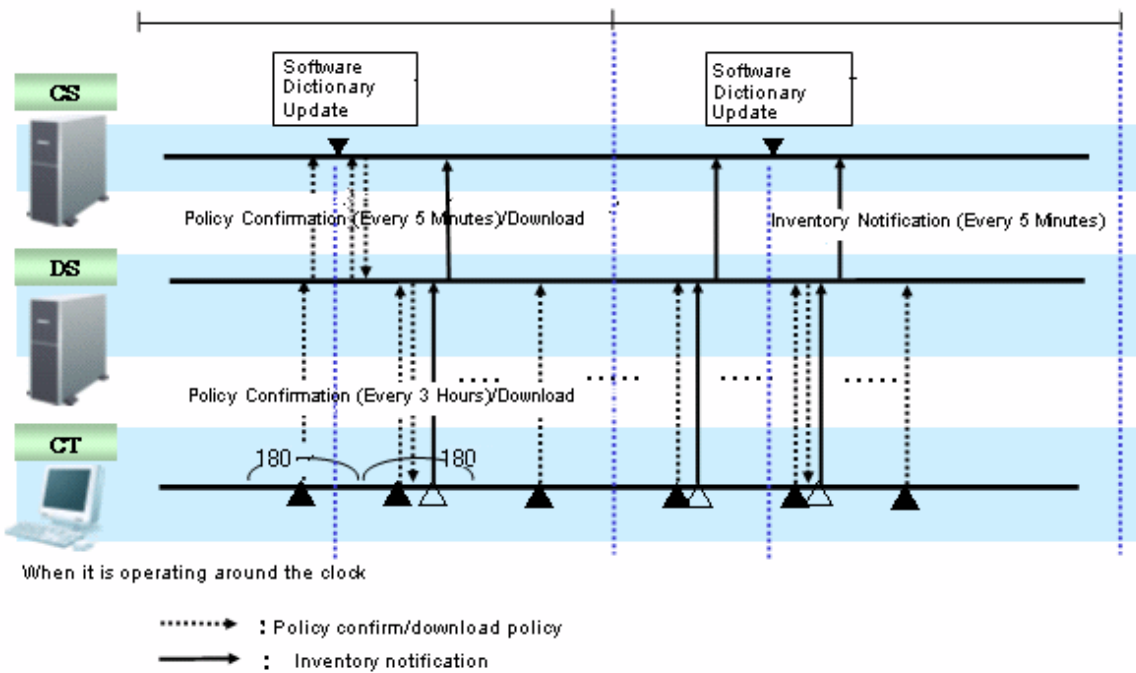 Software
Dictionary
Update
Software
Dictionary
Update
CS
Policy Confirmation (Every 5 Minutes)/Download
Inventory Notification (Every 5 Minutes)
DS
Policy Confirmation (Every 3 Hours)/Download
CT
180
180
When it is operating around the clock
: Policy confirm/download policy
: Inventory notification